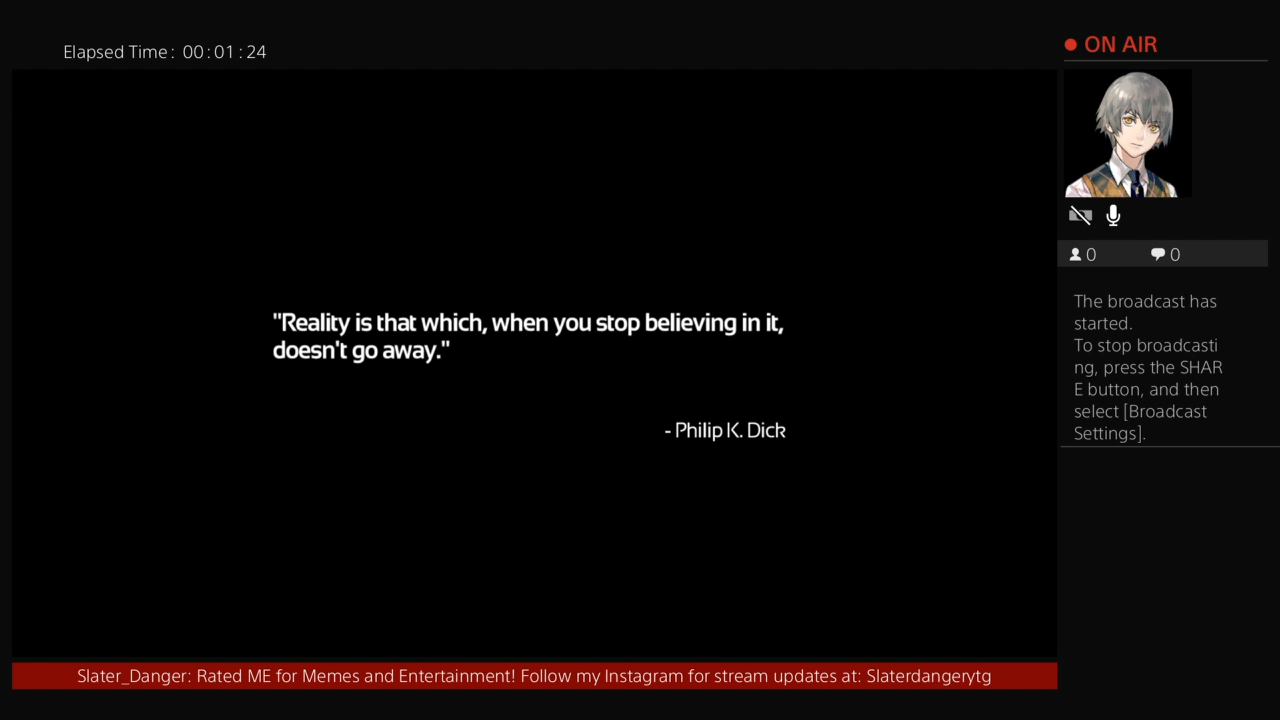 Elapsed Time: 00:01:24
ON AIR
0 0
"Reality is that which, when you stop believing in it,
doesn't go away."
- Philip K. Dick
The broadcast has
started.
To stop broadcasti
ng, press the SHAR
E button, and then
select [Broadcast
Settings].
Slater_Danger: Rated ME for Memes and Entertainment! Follow my Instagram for stream updates at: Slaterdangerytg